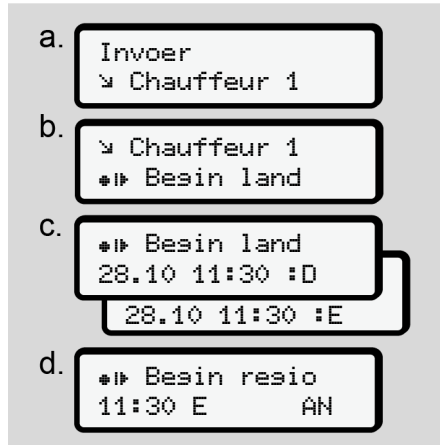 a.
Invoer
↘ Chauffeur 1
b.
↘ Chauffeur 1
Begin land
c.
Begin land
28.10 11:30 :D
28.10 11:30 :E
d.
Begin regio
11:30 E AN